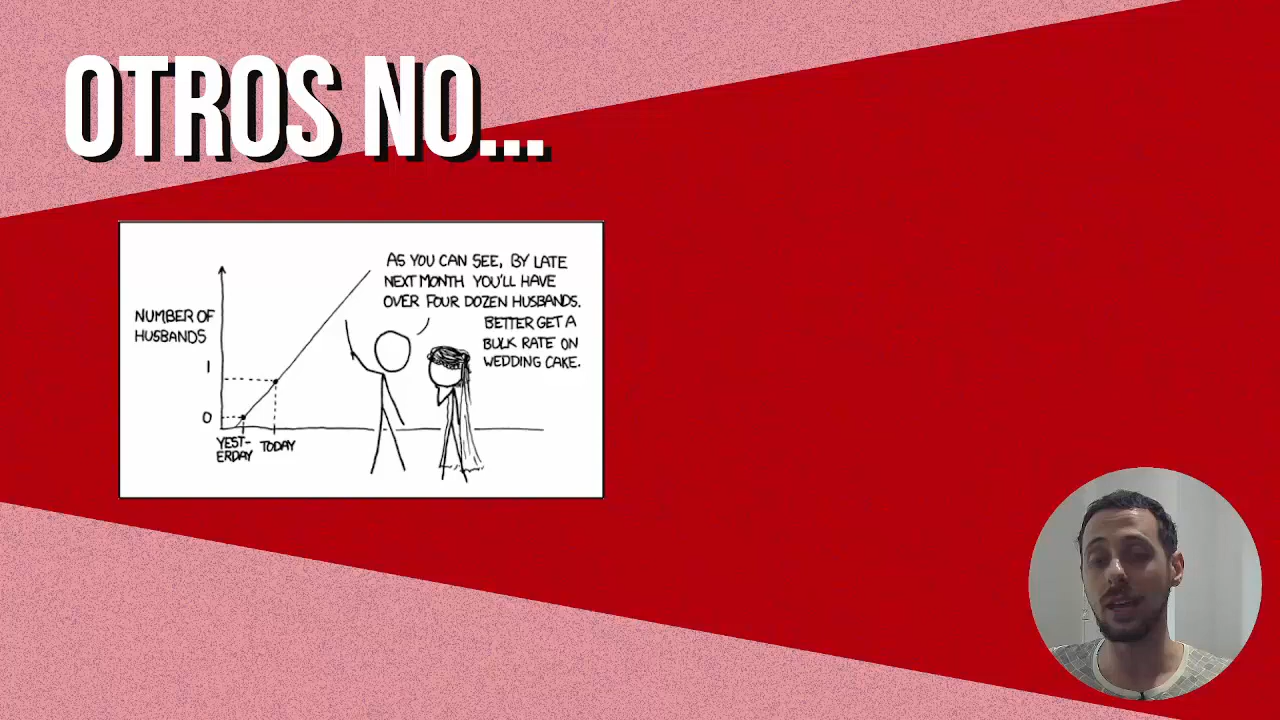 OTROS NO...
AS YOU CAN SEE, BY LATE
NEXT MONTH YOU'LL HAVE
OVER FOUR DOZEN HUSBANDS.
BETTER GET A
BULK RATE ON
WEDDING CAKE.
NUMBER OF
HUSBANDS
1
0
YEST-
ERDAY
TODAY